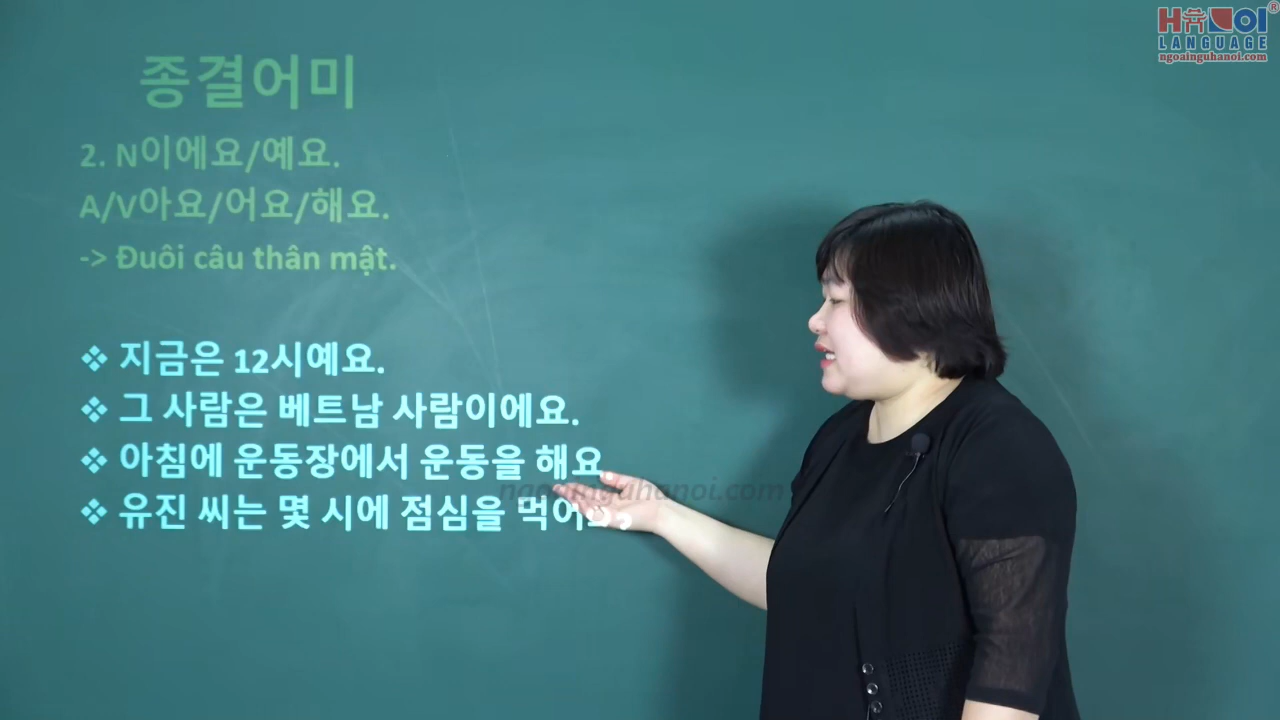 HANOI
LANGUAGE
ngoainguhanoi.com
종결어미
2. N이에요/예요.
A/V아요/어요/해요.
-> Đuôi câu thân mật.
❖ 지금은 12시예요.
❖ 그 사람은 베트남 사람이에요.
❖ 아침에 운동장에서 운동을 해요
❖ 유진 씨는 몇 시에 점심을
ngoainguhanoi.com